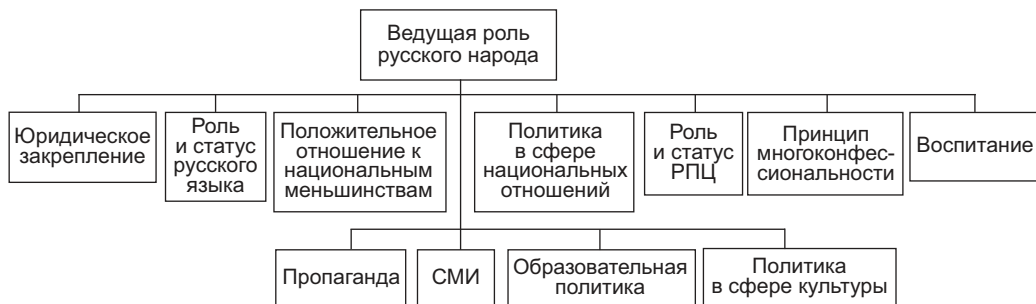 Ведущая роль
русского народа
Юридическое
закрепление
Роль
и статус
русского
языка
Положительное
отношение к
национальным
меньшинствам
Политика
в сфере
национальных
отношений
Роль
и статус
РПЦ
Принцип
многоконфес-
сиональности
Воспитание
Пропаганда
СМИ
Образовательная
политика
Политика
в сфере культуры